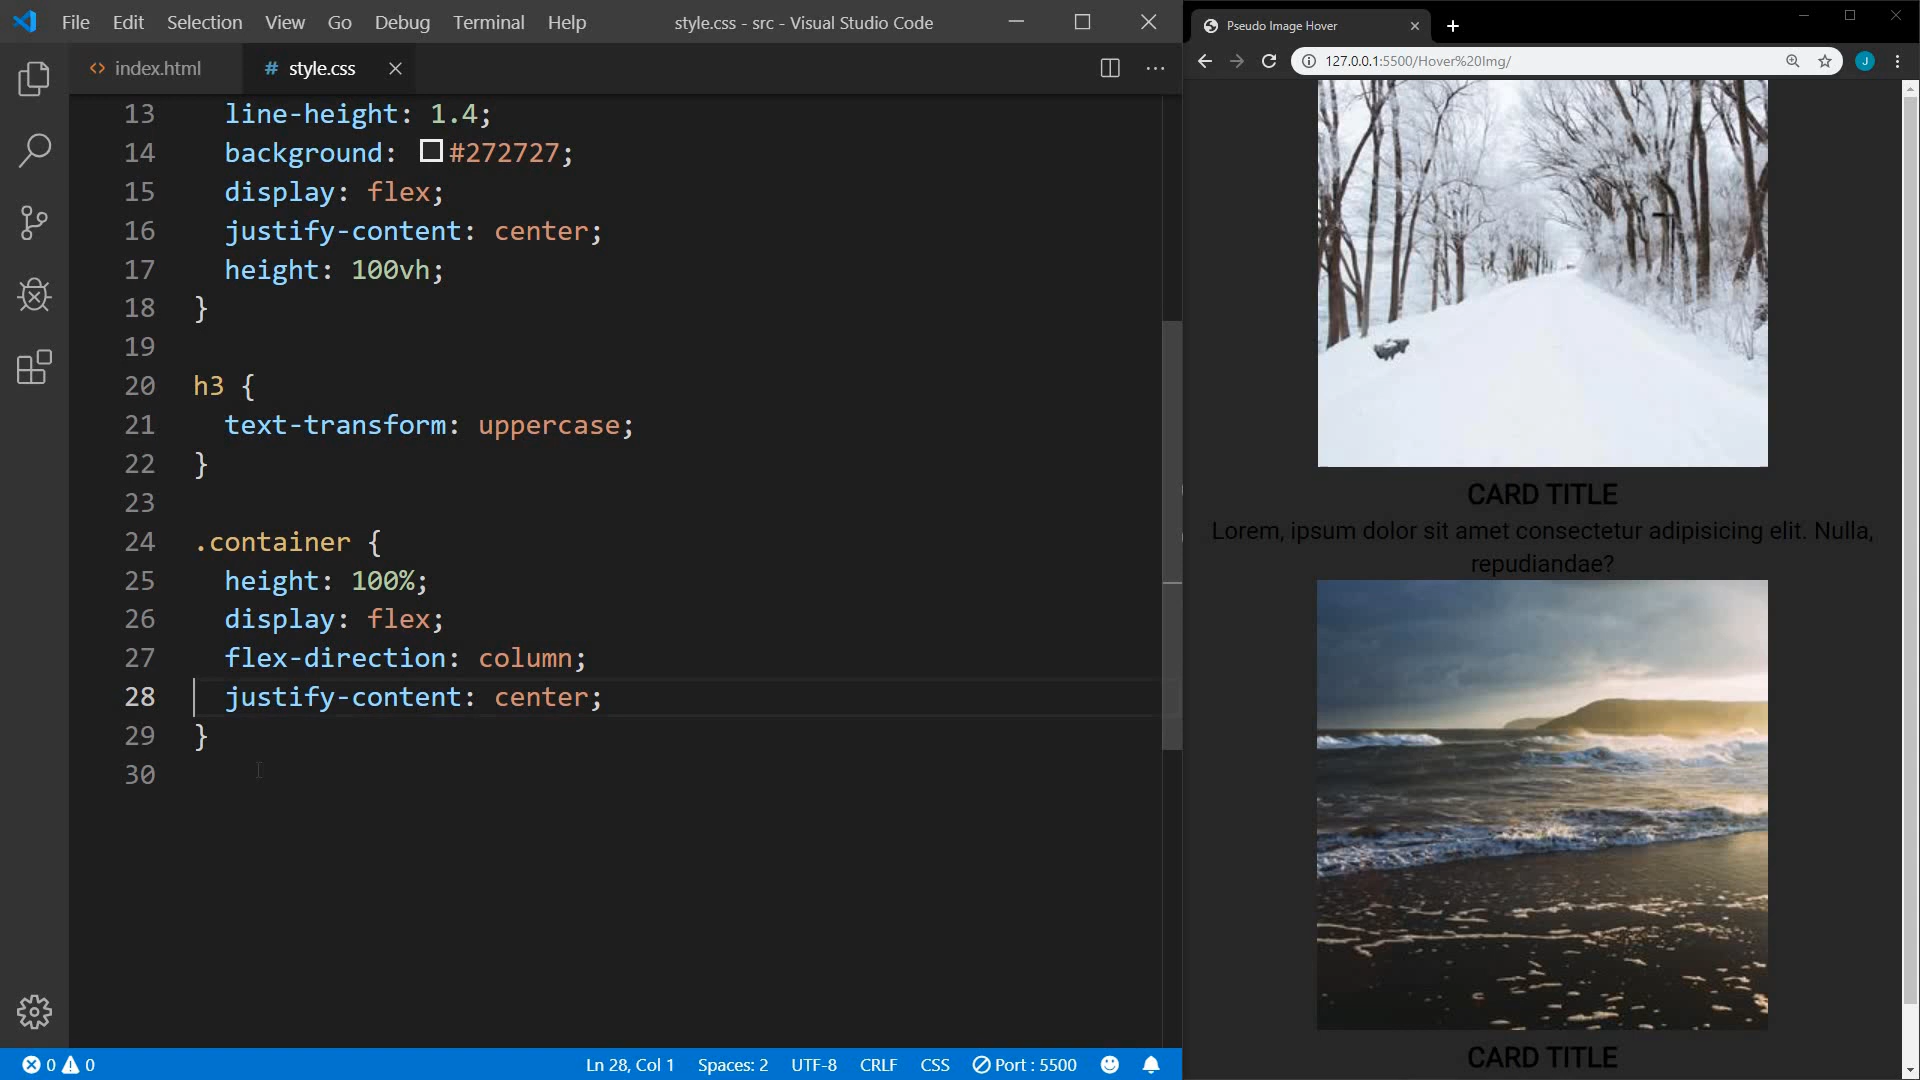 File Edit Selection View Go Debug Terminal Help
style.css - src - Visual Studio Code
index.html
# style.css
13 line-height: 1.4;
14 background: #272727;
15 display: flex;
16 justify-content: center;
17 height: 100vh;
18 }
19
20 h3 {
21 text-transform: uppercase;
22 }
23
24 .container {
25 height: 100%;
26 display: flex;
27 flex-direction: column;
28 justify-content: center;
29 }
30
0 0
Ln 28, Col 1 Spaces: 2 UTF-8 CRLF CSS Port : 5500
Pseudo Image Hover
127.0.0.1:5500/Hover%20Img/
J
CARD TITLE
Lorem, ipsum dolor sit amet consectetur adipisicing elit. Nulla,
repudiandae?
CARD TITLE